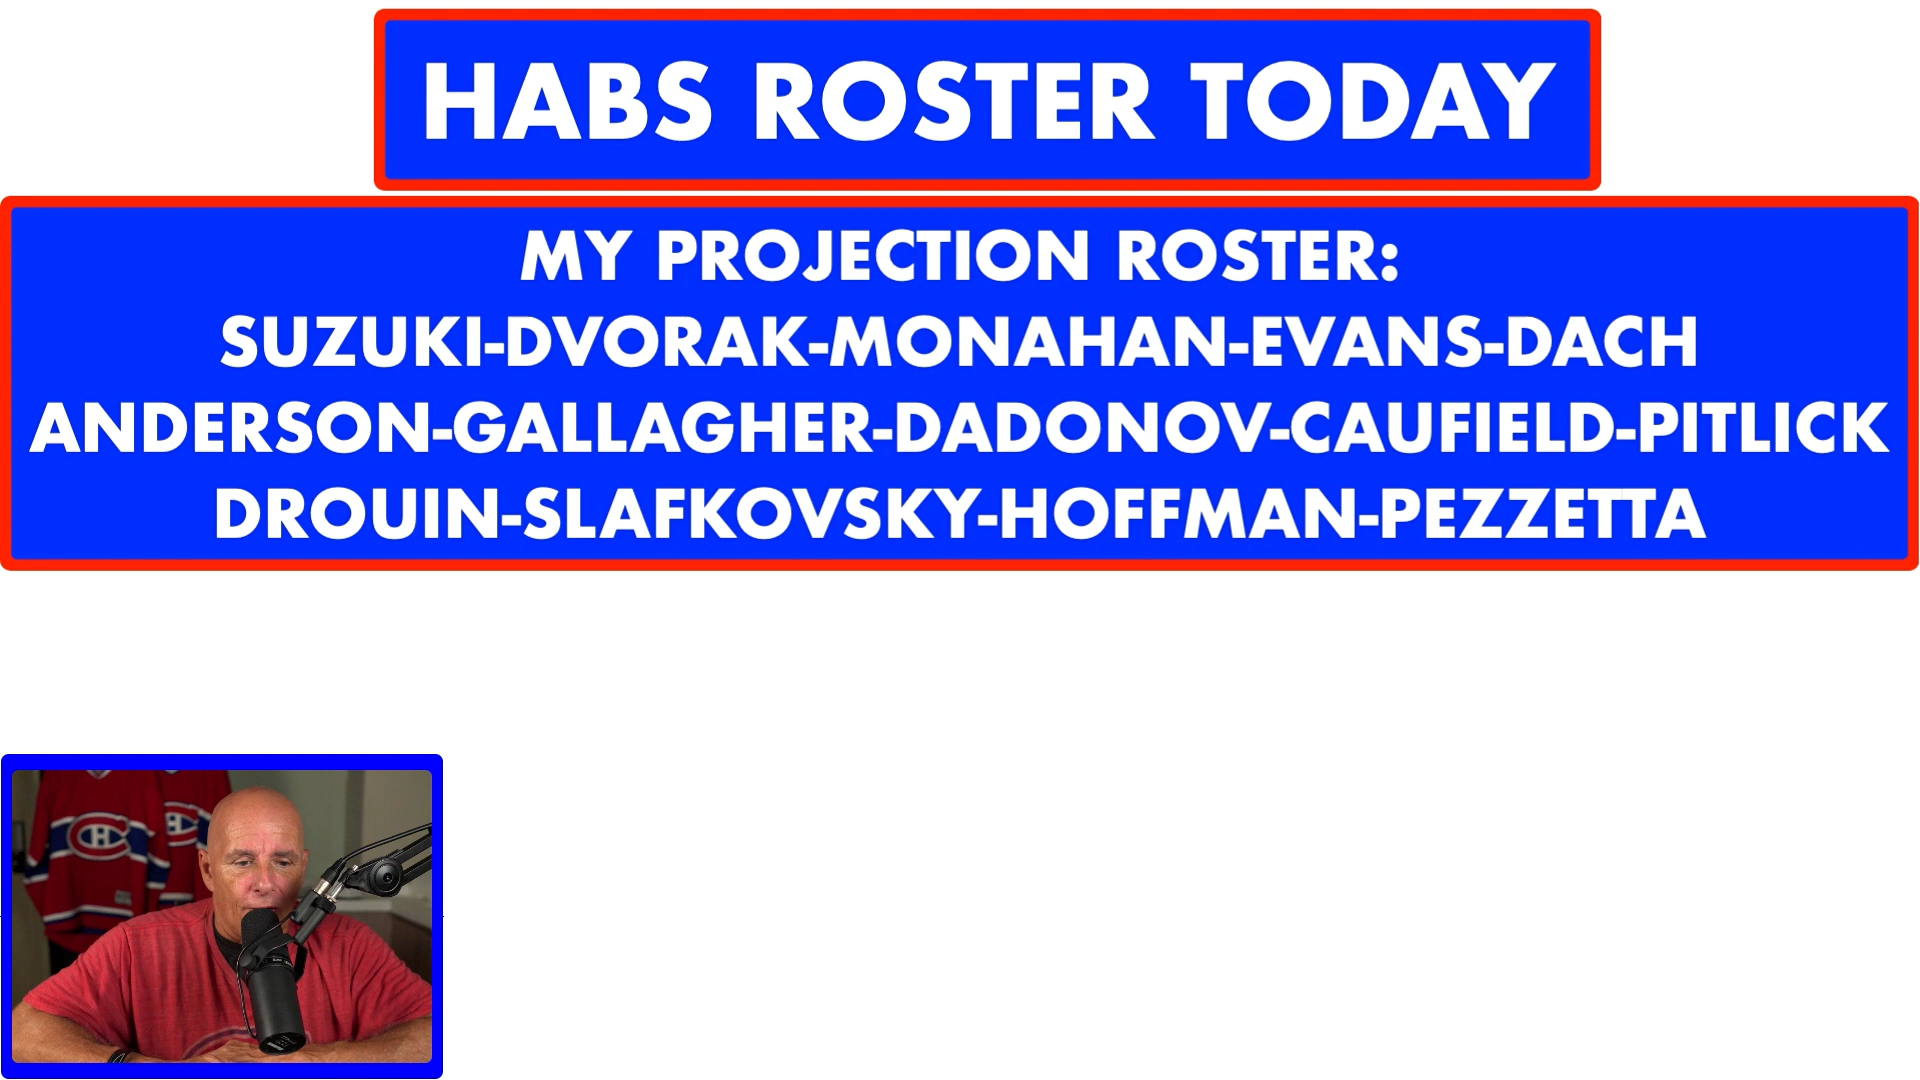 HABS ROSTER TODAY
MY PROJECTION ROSTER:
SUZUKI-DVORAK-MONAHAN-EVANS-DACH
ANDERSON-GALLAGHER-DADONOV-CAUFIELD-PITLICK
DROUIN-SLAFKOVSKY-HOFFMAN-PEZZETTA